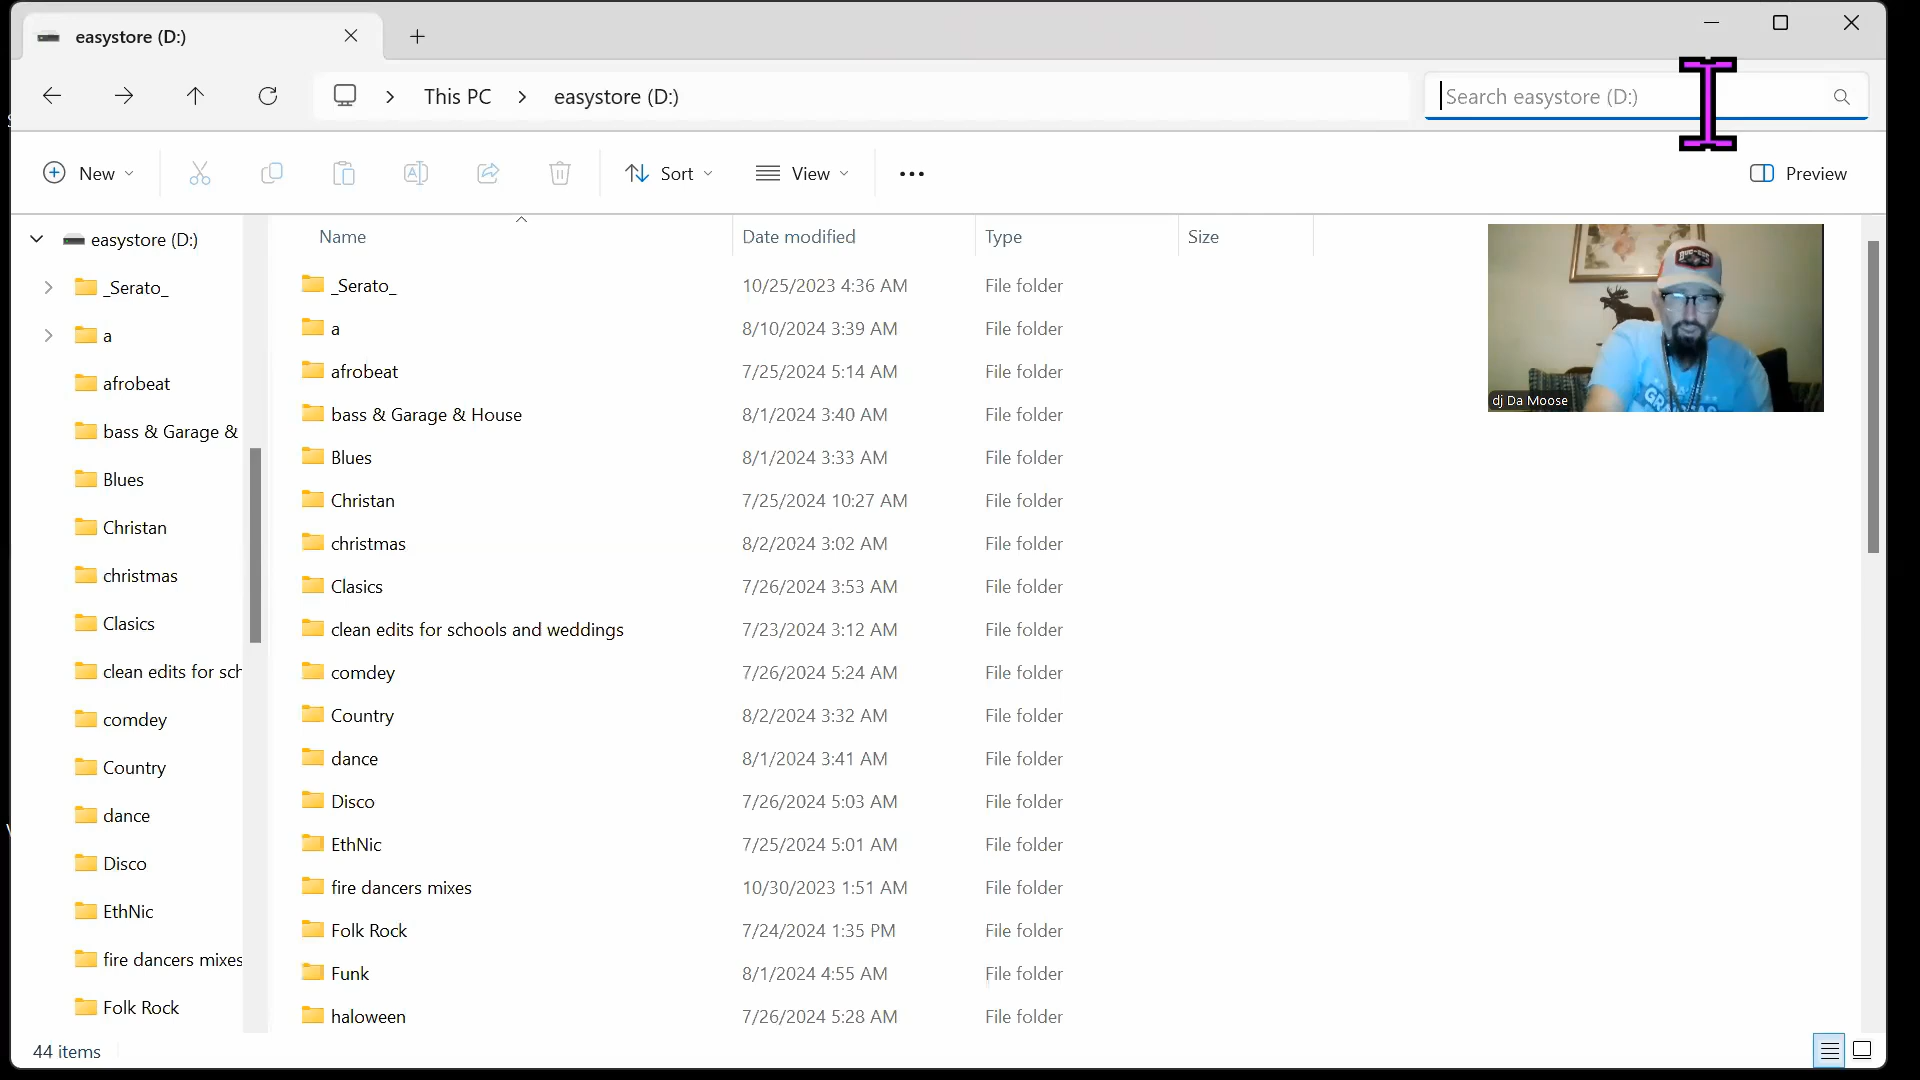 easystore (D:)
This PC
easystore (D:)
Search easystore (D:)
New
Sort
View
Preview
easystore (D:)
_Serato_
a
afrobeat
bass & Garage &
Blues
Christan
christmas
Clasics
clean edits for sch
comdey
Country
dance
Disco
EthNic
fire dancers mixes
Folk Rock
Name Date modified Type Size
_Serato_ 10/25/2023 4:36 AM File folder
a 8/10/2024 3:39 AM File folder
afrobeat 7/25/2024 5:14 AM File folder
bass & Garage & House 8/1/2024 3:40 AM File folder
Blues 8/1/2024 3:33 AM File folder
Christan 7/25/2024 10:27 AM File folder
christmas 8/2/2024 3:02 AM File folder
Clasics 7/26/2024 3:53 AM File folder
clean edits for schools and weddings 7/23/2024 3:12 AM File folder
comdey 7/26/2024 5:24 AM File folder
Country 8/2/2024 3:32 AM File folder
dance 8/1/2024 3:41 AM File folder
Disco 7/26/2024 5:03 AM File folder
EthNic 7/25/2024 5:01 AM File folder
fire dancers mixes 10/30/2023 1:51 AM File folder
Folk Rock 7/24/2024 1:35 PM File folder
Funk 8/1/2024 4:55 AM File folder
haloween 7/26/2024 5:28 AM File folder
dj Da Moose
44 items